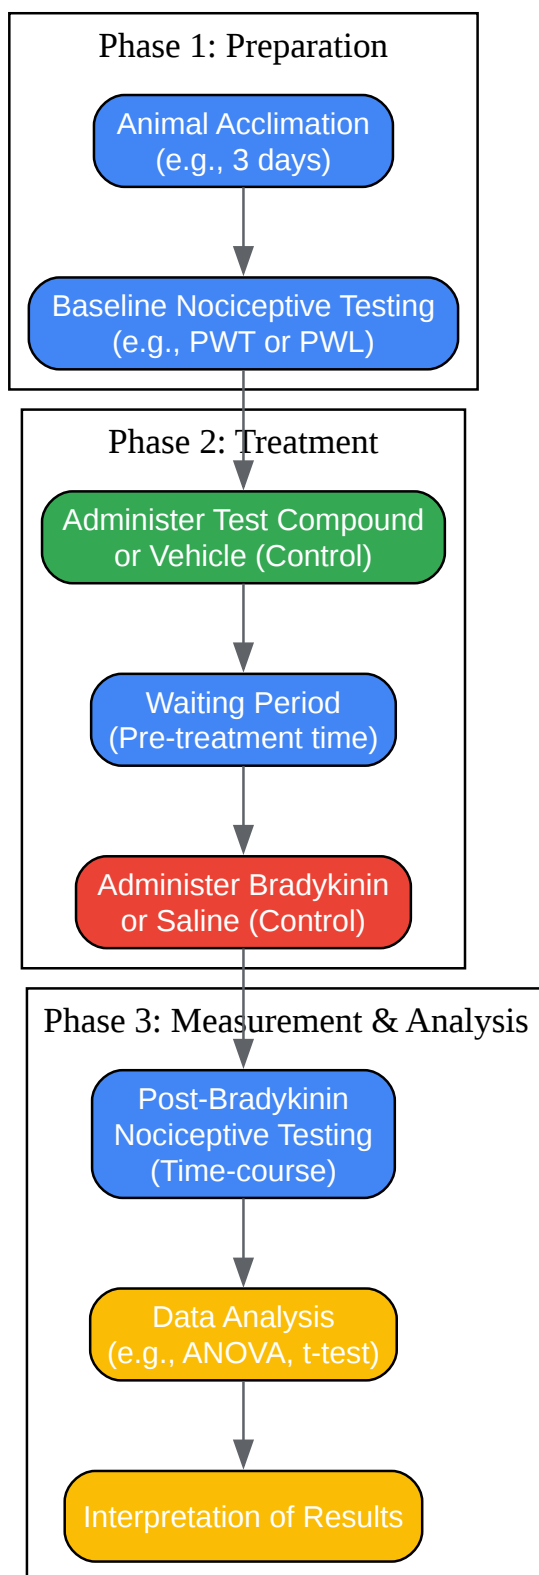 Phase 1: Preparation
Animal Acclimation
(e.g., 3 days)
Baseline Nociceptive Testing
(e.g., PWT or PWL)
Phase 2: Treatment
Administer Test Compound
or Vehicle (Control)
Waiting Period
(Pre-treatment time)
Administer Bradykinin
or Saline (Control)
Phase 3: Measurement & Analysis
Post-Bradykinin
Nociceptive Testing
(Time-course)
Data Analysis
(e.g., ANOVA, t-test)
Interpretation of Results